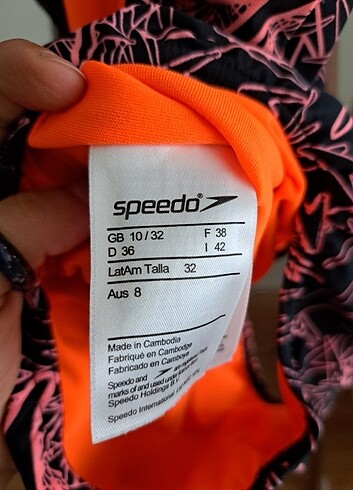 speedo®
GB 10/32 F 38
D 36 I 42
LatAm Talla 32
Aus 8
Made in Cambodia
Fabriqué en Cambodge
Fabricado en Camboya
Speedo and
marks of and used under
Speedo Holdings B.V.
Speedo International